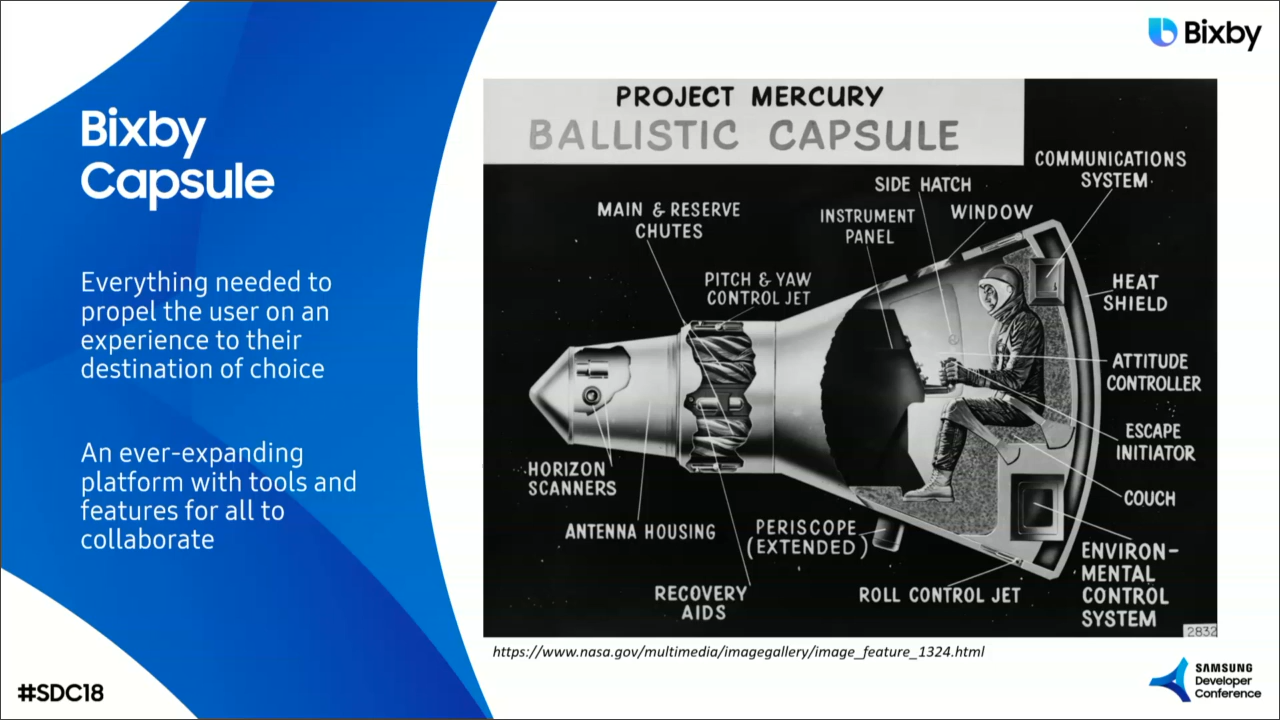 Bixby
Bixby
Capsule
Everything needed to
propel the user on an
experience to their
destination of choice
An ever-expanding
platform with tools and
features for all to
collaborate
#SDC18
PROJECT MERCURY
BALLISTIC CAPSULE
COMMUNICATIONS
SYSTEM
SIDE HATCH
WINDOW
INSTRUMENT
PANEL
MAIN & RESERVE
CHUTES
PITCH & YAW
CONTROL JET
HEAT
SHIELD
ATTITUDE
CONTROLLER
ESCAPE
INITIATOR
COUCH
HORIZON
SCANNERS
ANTENNA HOUSING
PERISCOPE
(EXTENDED)
RECOVERY
AIDS
ROLL CONTROL JET
ENVIRON-
MENTAL
CONTROL
SYSTEM
2832
https://www.nasa.gov/multimedia/imagegallery/image_feature_1324.html
SAMSUNG
Developer
Conference